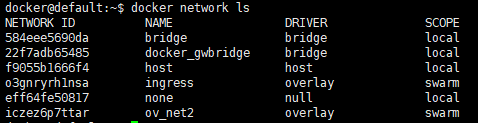 docker@default:~$ docker network ls
NETWORK ID NAME DRIVER SCOPE
584eee5690da bridge bridge local
22f7adb65485 docker_gwbridge bridge local
f9055b1666f4 host host local
o3gnryrh1nsa ingress overlay swarm
eff64fe50817 none null local
iczez6p7ttar ov_net2 overlay swarm